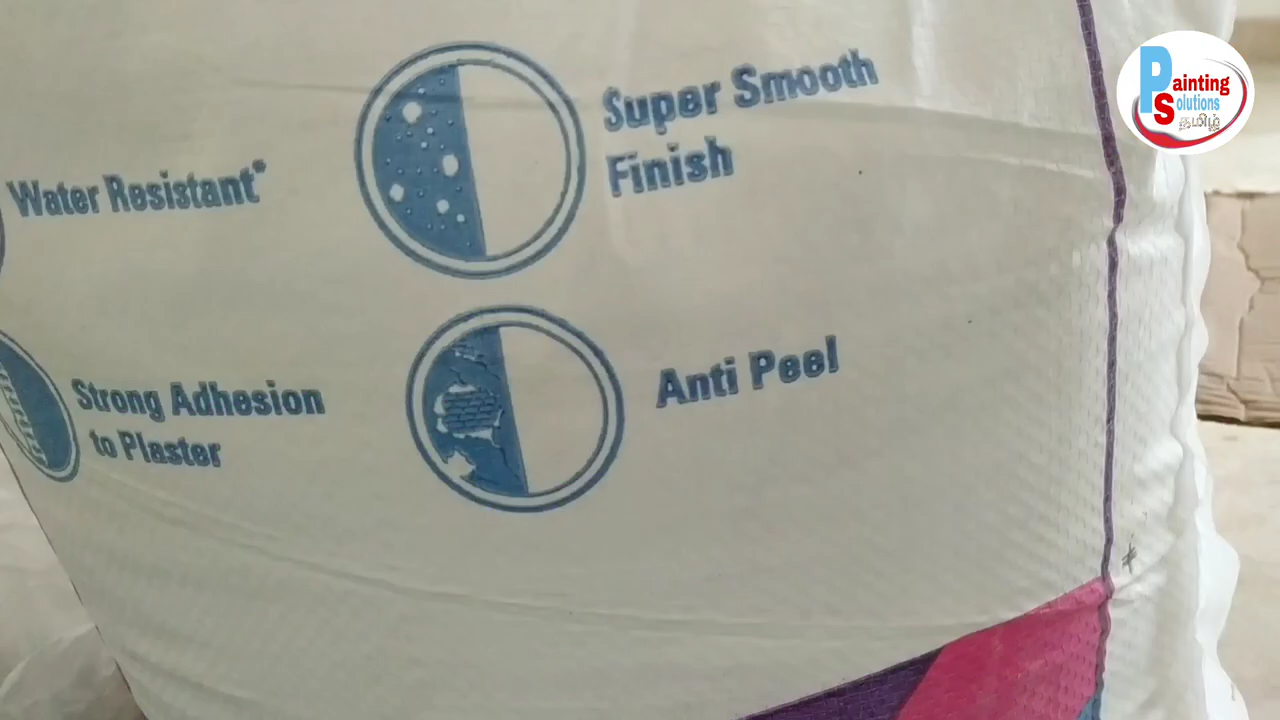 Water Resistant*
Super Smooth
Finish
Strong Adhesion
to Plaster
Anti Peel
Painting
Solutions
தமிழ்